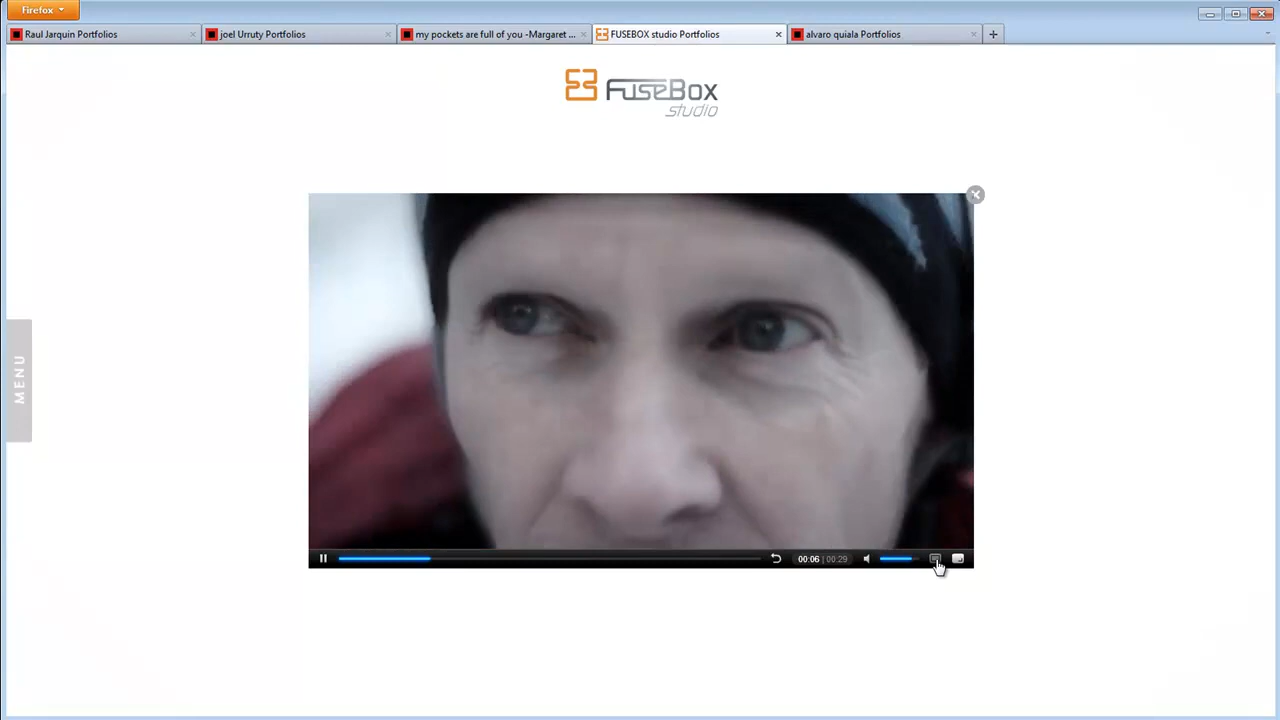 Firefox
Raul Jarquin Portfolios
joel Urruty Portfolios
my pockets are full of you -Margaret ...
FUSEBOX studio Portfolios
alvaro quiala Portfolios
FuseBox
studio
MENU
00:06 | 00:29